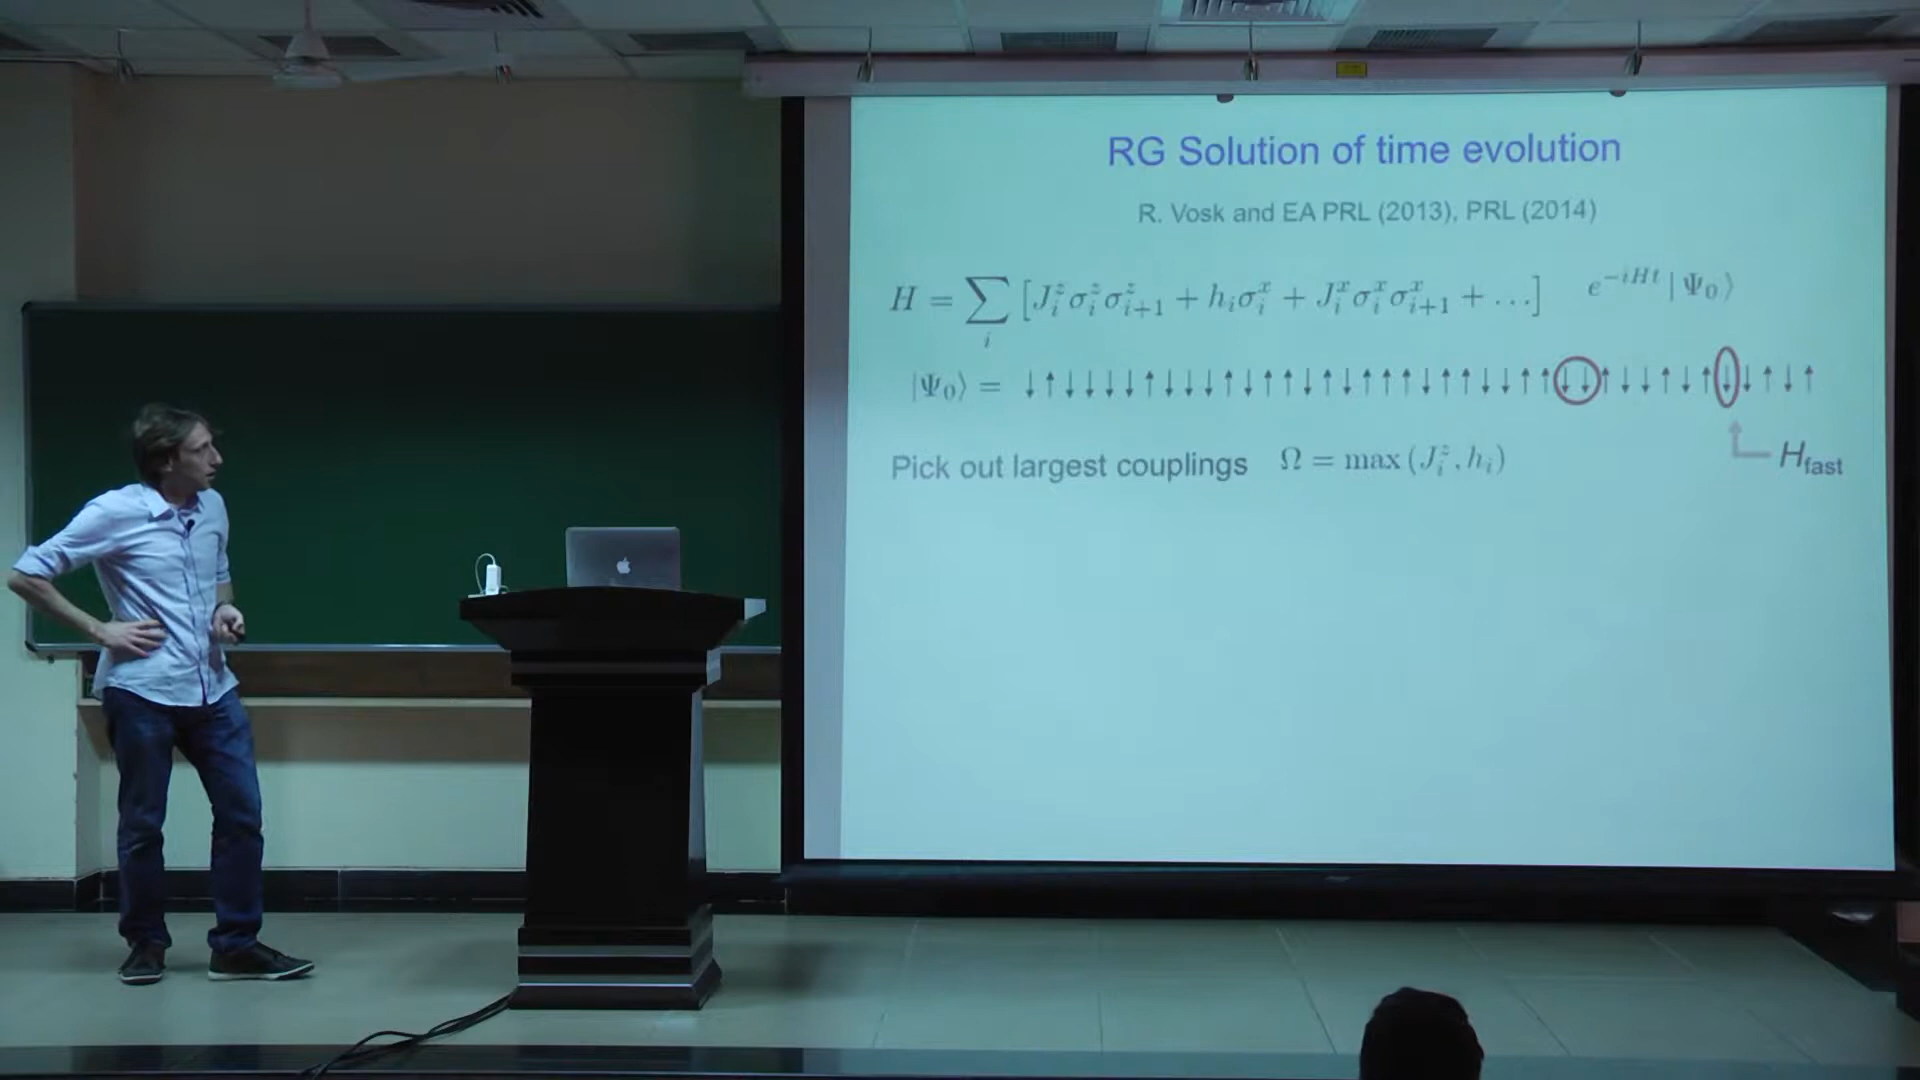 RG Solution of time evolution
R. Vosk and EA PRL (2013), PRL (2014)
H = ∑_i [J_i^z σ_i^z σ_{i+1}^z + h_i σ_i^x + J_i^x σ_i^x σ_{i+1}^x + ...] e^{-iHt} |Ψ_0⟩
|Ψ_0⟩ = ↓↑↓↓↓↓↑↓↓↓↑↓↑↑↓↑↓↑↑↑↓↑↑↓↓↑↑↓↓↑↓↓↑↓↑↓↓↑↓↑
Pick out largest couplings Ω = max (J_i^z, h_i) H_fast